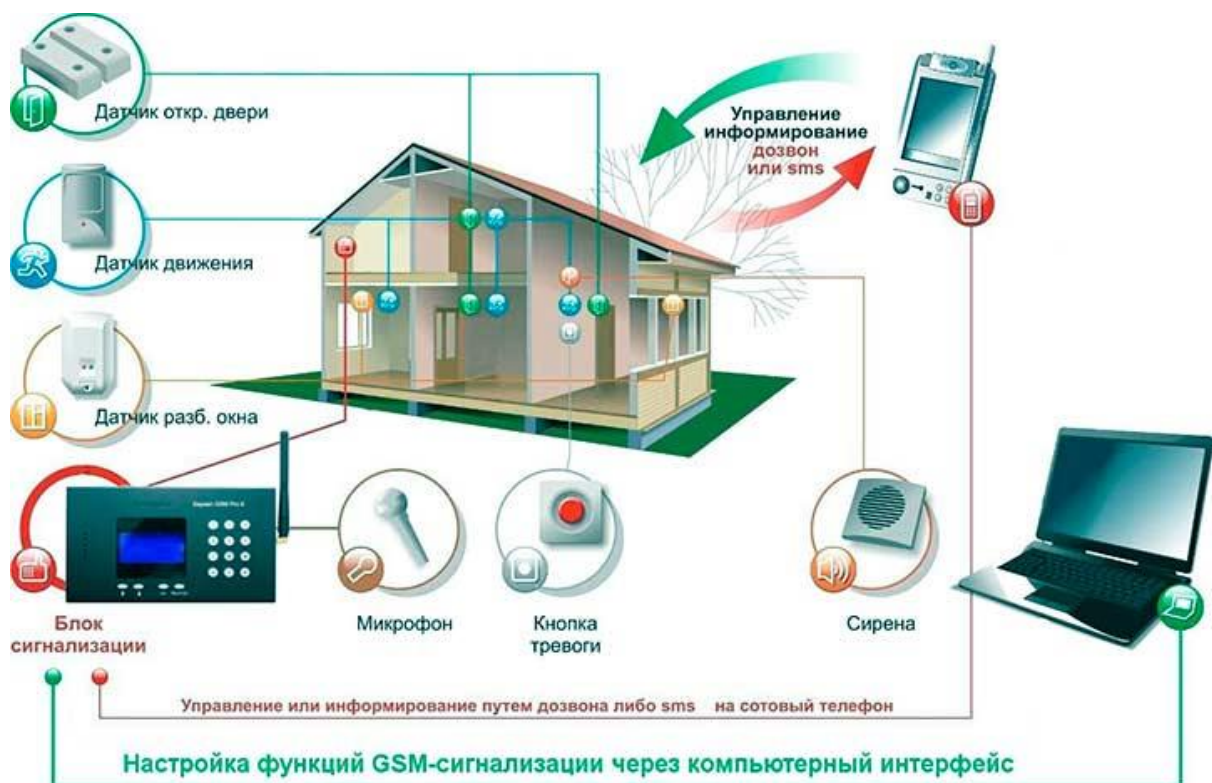 Датчик откр. двери
Управление
информирование
дозвон
или sms
Датчик движения
Датчик разб. окна
Блок
сигнализации
Микрофон
Кнопка
тревоги
Сирена
Управление или информирование путем дозвона либо sms на сотовый телефон
Настройка функций GSM-сигнализации через компьютерный интерфейс